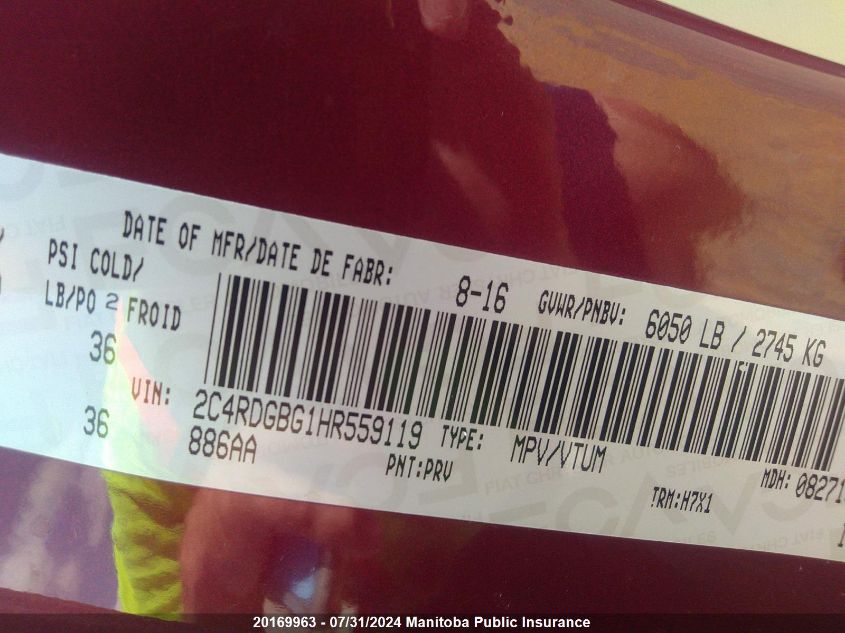 DATE OF MFR/DATE DE FABR: 8-16 GVWR/PNBV: 6050 LB / 2745 KG
PSI COLD/
LB/PO 2 FROID
36
36
VIN: 2C4RDGBG1HR559119 TYPE: MPV/VTUM
886AA PNT:PRV TRM:H7X1 MDH: 08271
20169963 - 07/31/2024 Manitoba Public Insurance